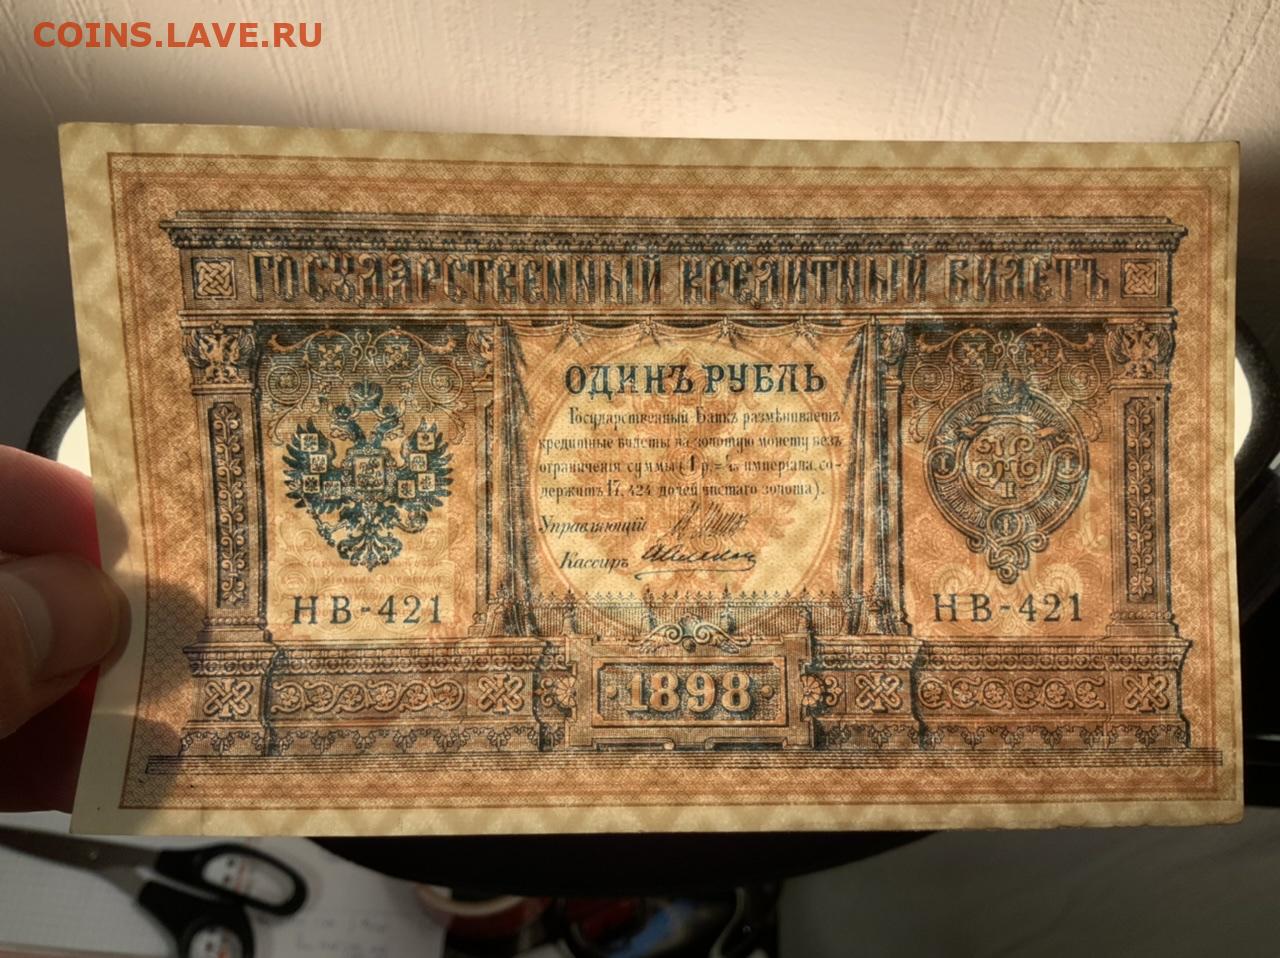 COINS.LAVE.RU
ГОСУДАРСТВЕННЫЙ КРЕДИТНЫЙ БИЛЕТЪ
ОДИНЪ РУБЛЬ
Государственный Банкъ размѣниваетъ
кредитные билеты на золотую монету безъ
ограниченія суммы (1 р. = 1/15 имперіала, со-
держитъ 17,424 долей чистаго золота).
Управляющій
Кассиръ
НВ-421
НВ-421
1898